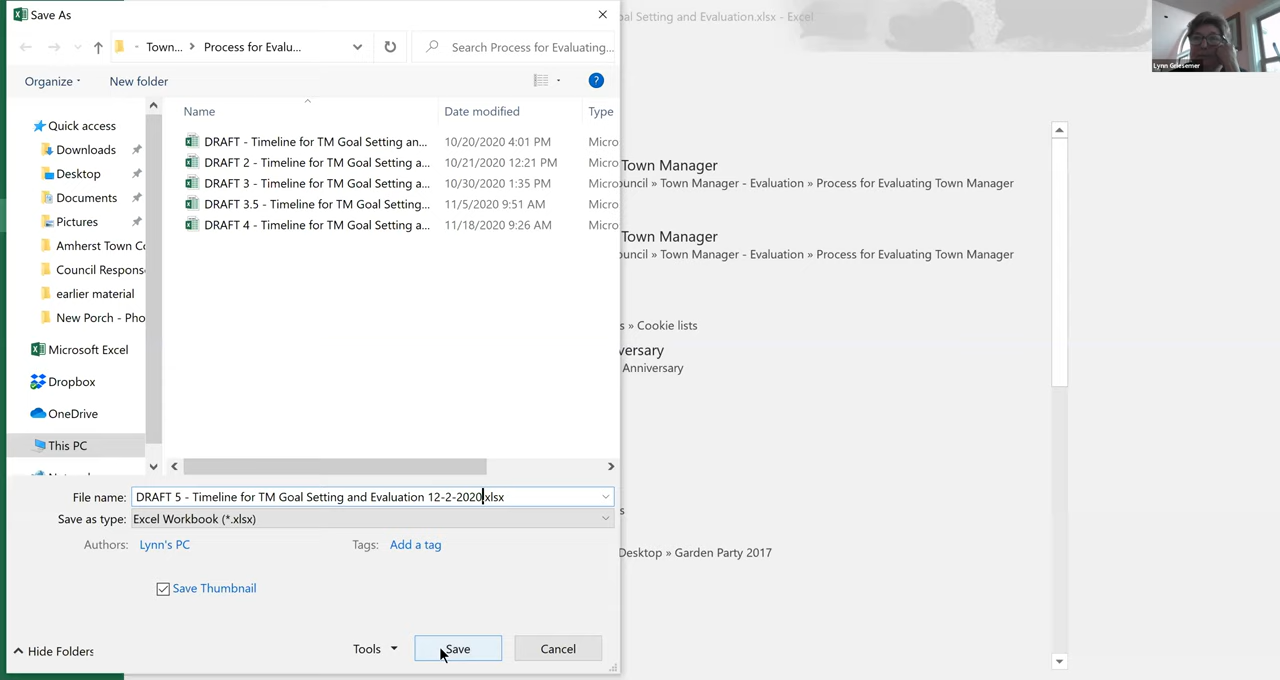 Save As
oal Setting and Evaluation.xlsx - Excel
Lynn Griesemer
Town... > Process for Evalu...
Search Process for Evaluating...
Organize
New folder
?
Name
Date modified
Type
Quick access
Downloads
Desktop
Documents
Pictures
Amherst Town Co
Council Respons
earlier material
New Porch - Pho
Microsoft Excel
Dropbox
OneDrive
This PC
DRAFT - Timeline for TM Goal Setting an... 10/20/2020 4:01 PM Micro
DRAFT 2 - Timeline for TM Goal Setting a... 10/21/2020 12:21 PM Micro
DRAFT 3 - Timeline for TM Goal Setting a... 10/30/2020 1:35 PM Micro
DRAFT 3.5 - Timeline for TM Goal Setting... 11/5/2020 9:51 AM Micro
DRAFT 4 - Timeline for TM Goal Setting a... 11/18/2020 9:26 AM Micro
Town Manager
ouncil » Town Manager - Evaluation » Process for Evaluating Town Manager
Town Manager
ouncil » Town Manager - Evaluation » Process for Evaluating Town Manager
s » Cookie lists
versary
Anniversary
s
Desktop » Garden Party 2017
File name: DRAFT 5 - Timeline for TM Goal Setting and Evaluation 12-2-2020.xlsx
Save as type: Excel Workbook (*.xlsx)
Authors: Lynn's PC
Tags: Add a tag
Save Thumbnail
Hide Folders
Tools
Save
Cancel